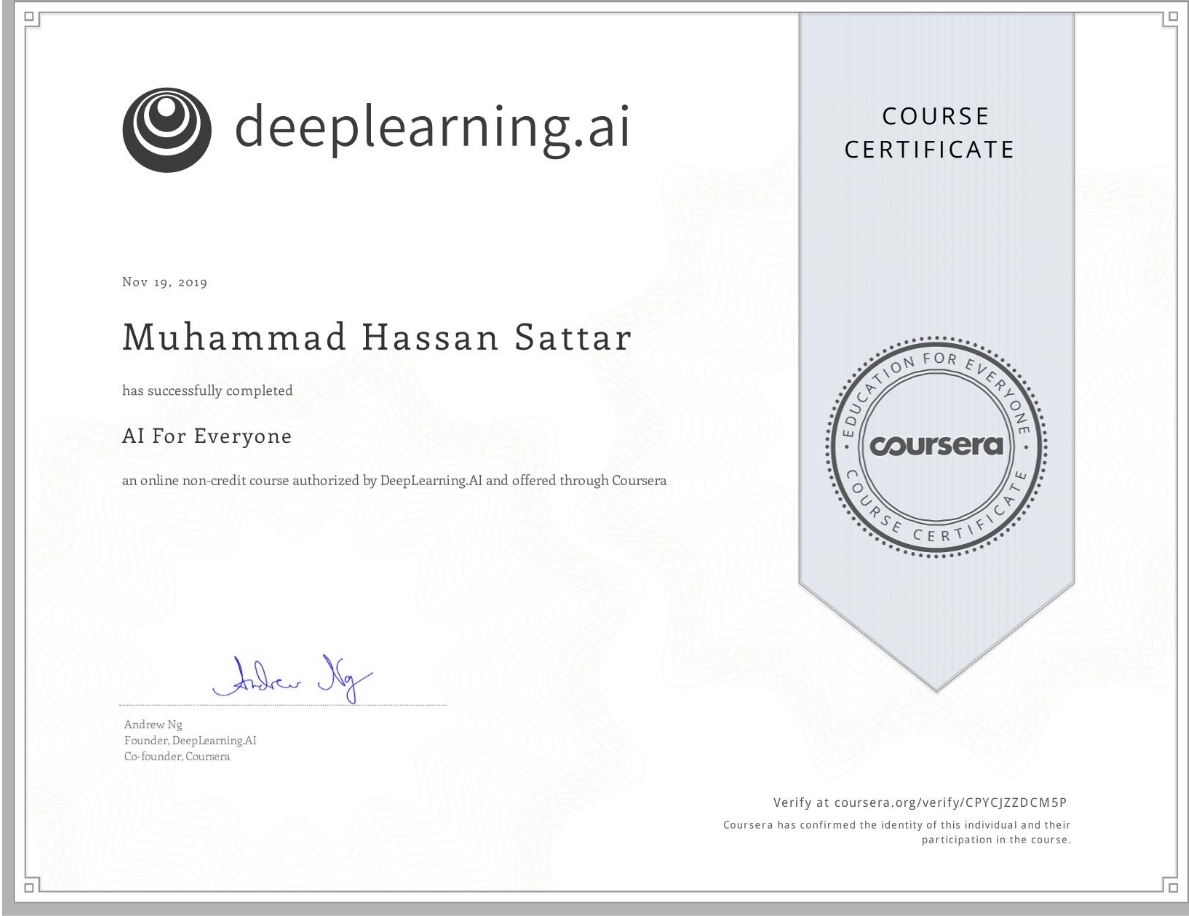 deeplearning.ai
COURSE
CERTIFICATE
Nov 19, 2019
Muhammad Hassan Sattar
has successfully completed
AI For Everyone
an online non-credit course authorized by DeepLearning.AI and offered through Coursera
EDUCATION FOR EVERYONE
coursera
COURSE CERTIFICATE
Andrew Ng
Andrew Ng
Founder, DeepLearning.AI
Co-founder, Coursera
Verify at coursera.org/verify/CPYCJZZDCM5P
Coursera has confirmed the identity of this individual and their
participation in the course.